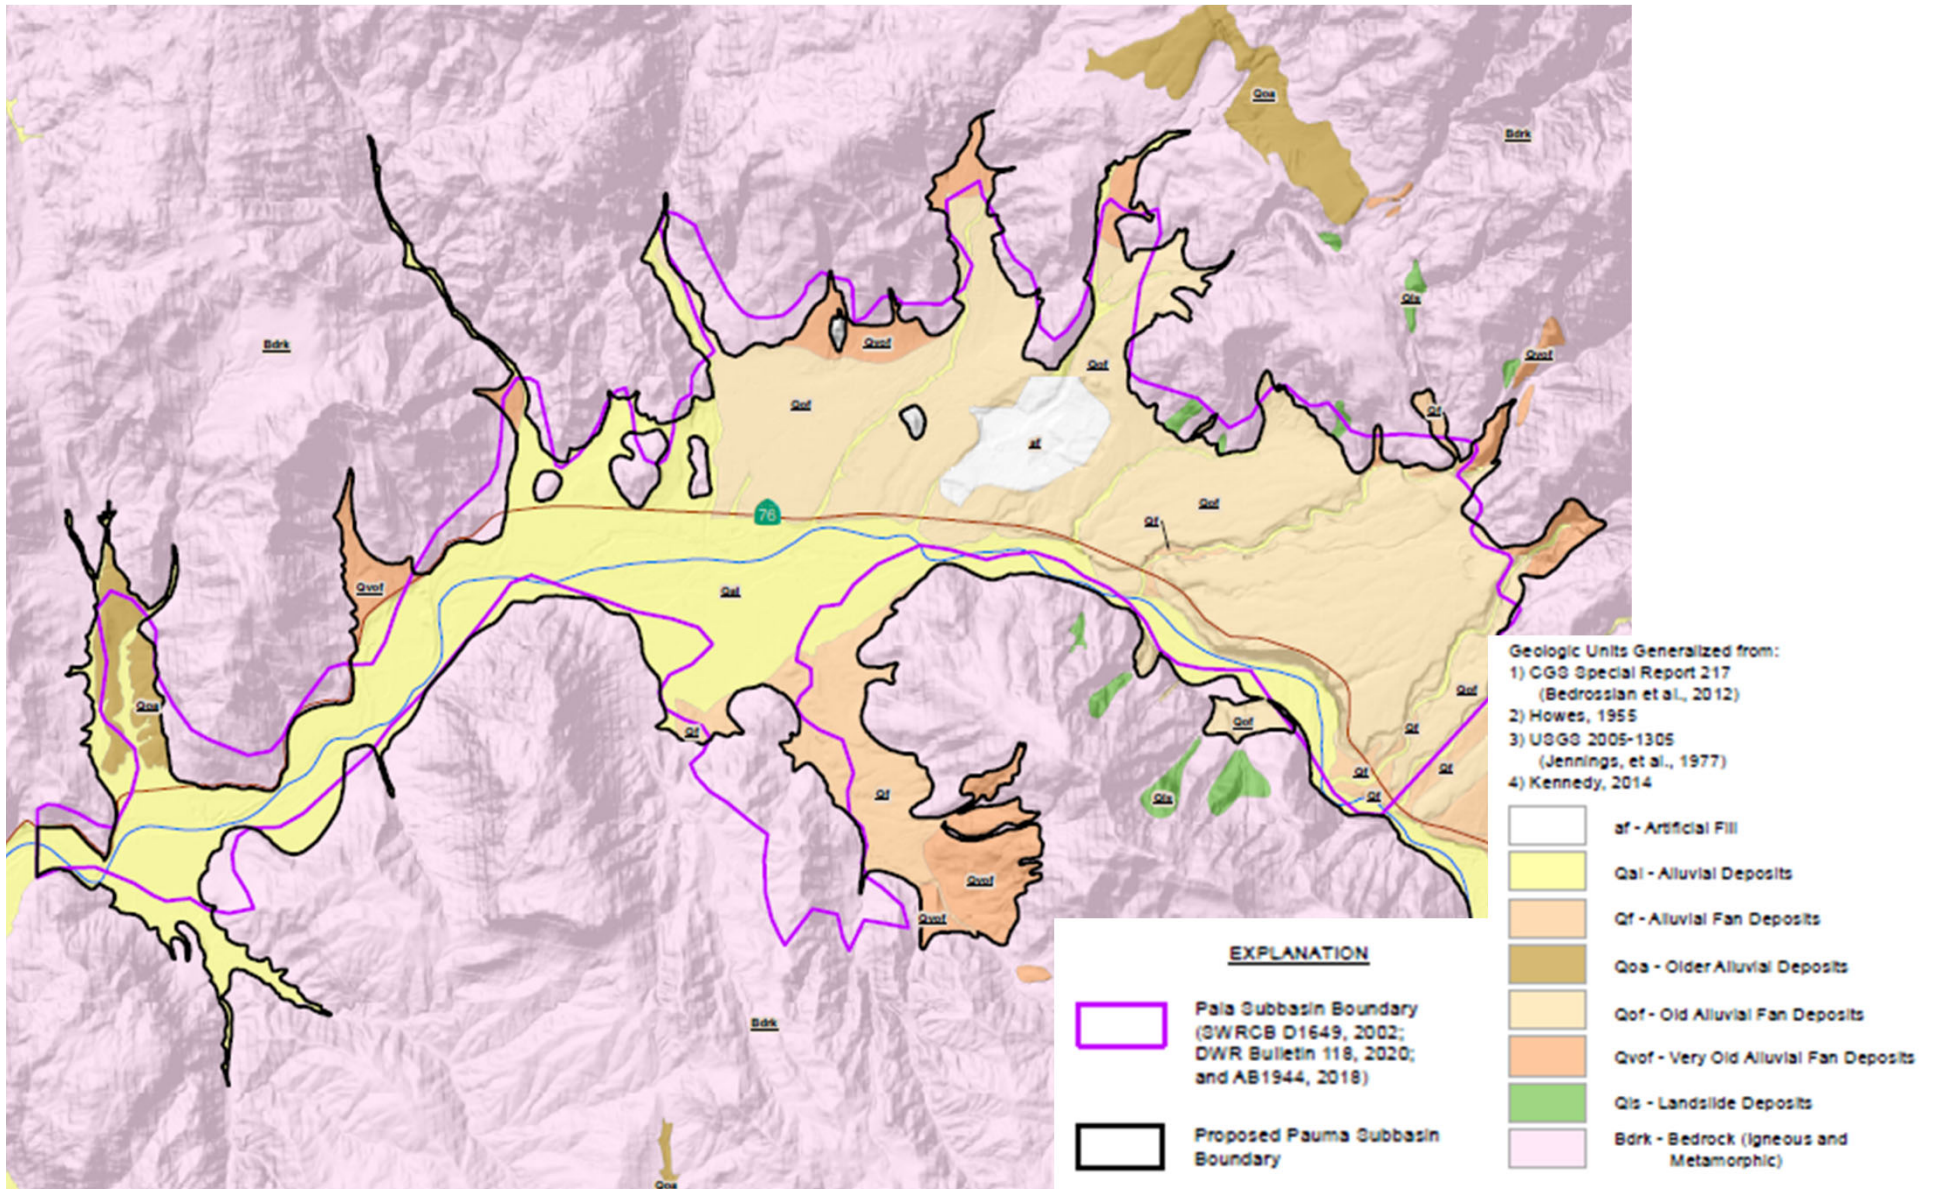 Qoa
Bdrk
Qls
Bdrk
Qvof
Qvof
Qof
Qof
Qf
af
Qof
76
Qf
Qvof
Qal
Qof
Qoa
Qof
Qf
Qf
Qf
Qf
Qf
Qf
Qls
Qvof
Qvof
Bdrk
Qoa
Geologic Units Generalized from:
1) CGS Special Report 217
(Bedrossian et al., 2012)
2) Howes, 1955
3) USGS 2005-1305
(Jennings, et al., 1977)
4) Kennedy, 2014
af - Artificial Fill
Qal - Alluvial Deposits
Qf - Alluvial Fan Deposits
Qoa - Older Alluvial Deposits
Qof - Old Alluvial Fan Deposits
Qvof - Very Old Alluvial Fan Deposits
Qls - Landslide Deposits
Bdrk - Bedrock (Igneous and
Metamorphic)
EXPLANATION
Pala Subbasin Boundary
(SWRCB D1649, 2002;
DWR Bulletin 118, 2020;
and AB1944, 2018)
Proposed Pauma Subbasin
Boundary